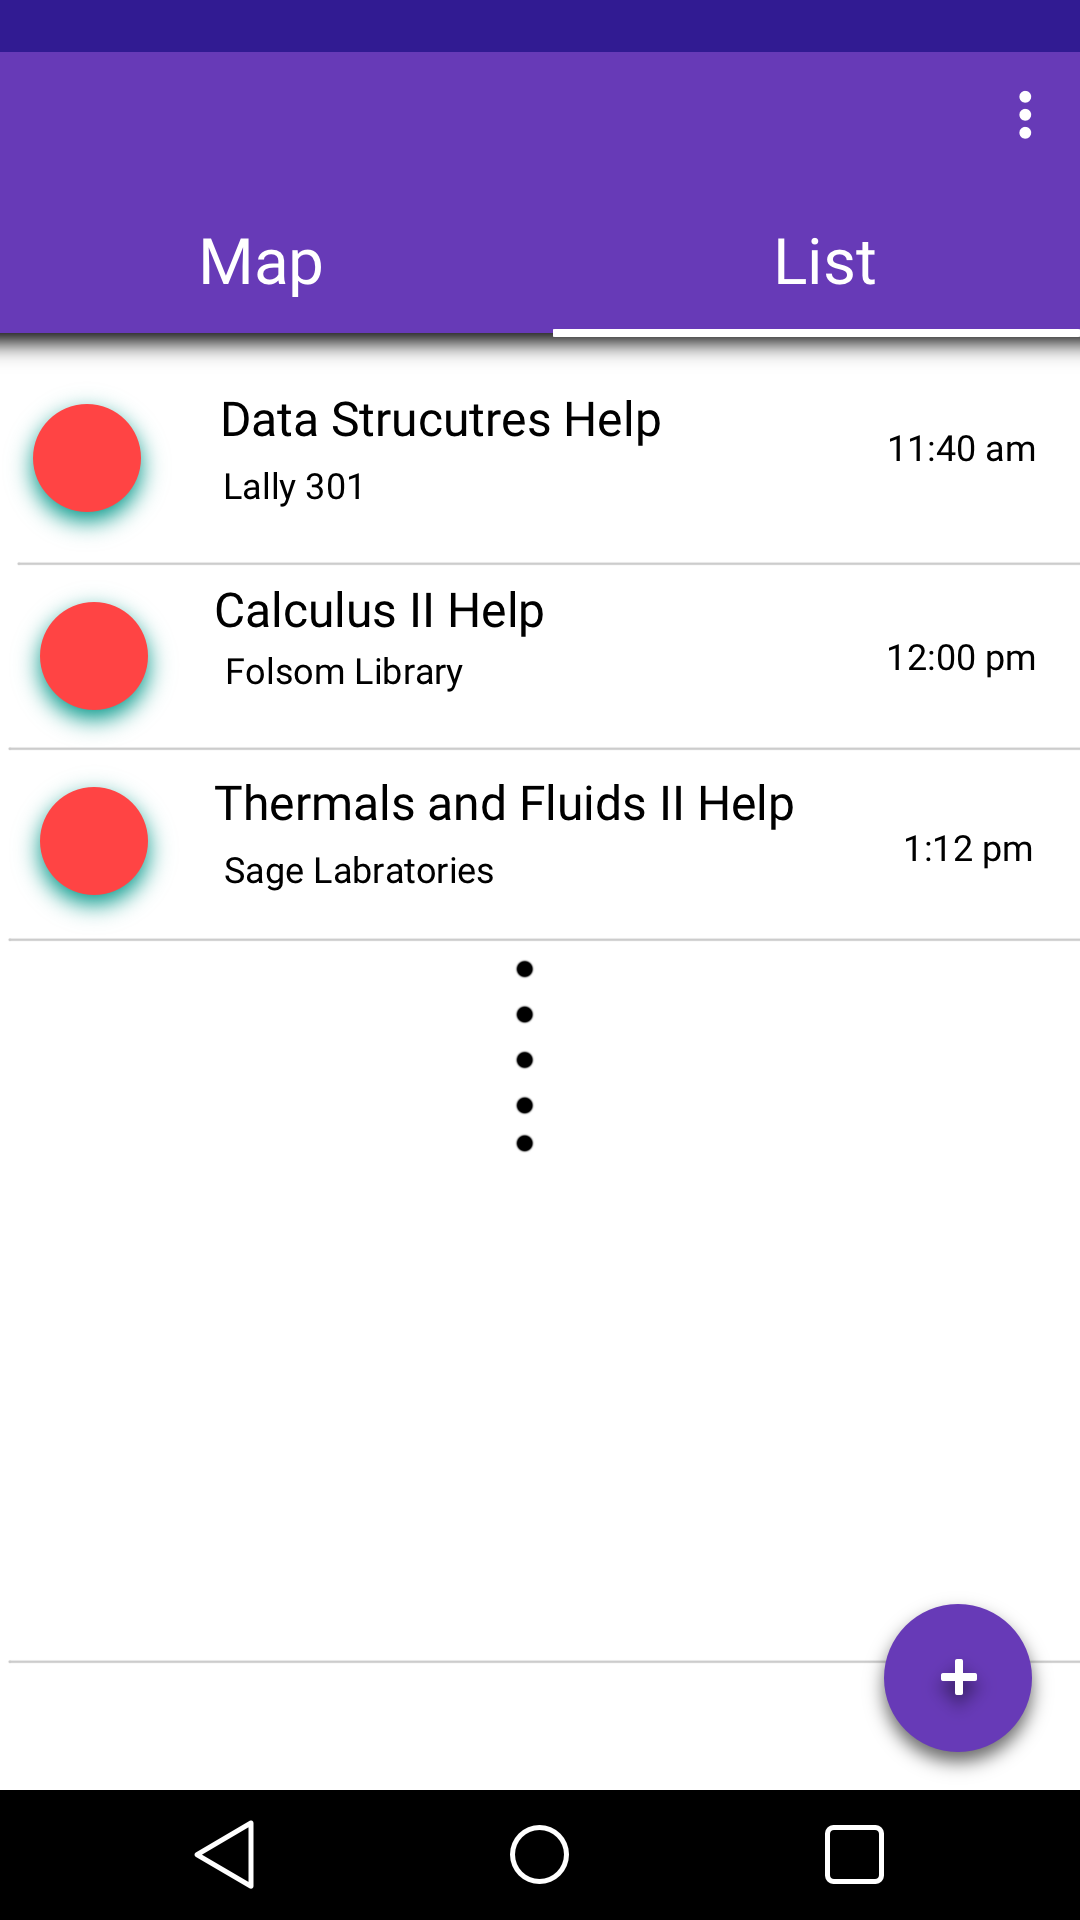 Map
List
Data Strucutres Help
11:40 am
Lally 301
Calculus II Help
12:00 pm
Folsom Library
Thermals and Fluids II Help
1:12 pm
Sage Labratories